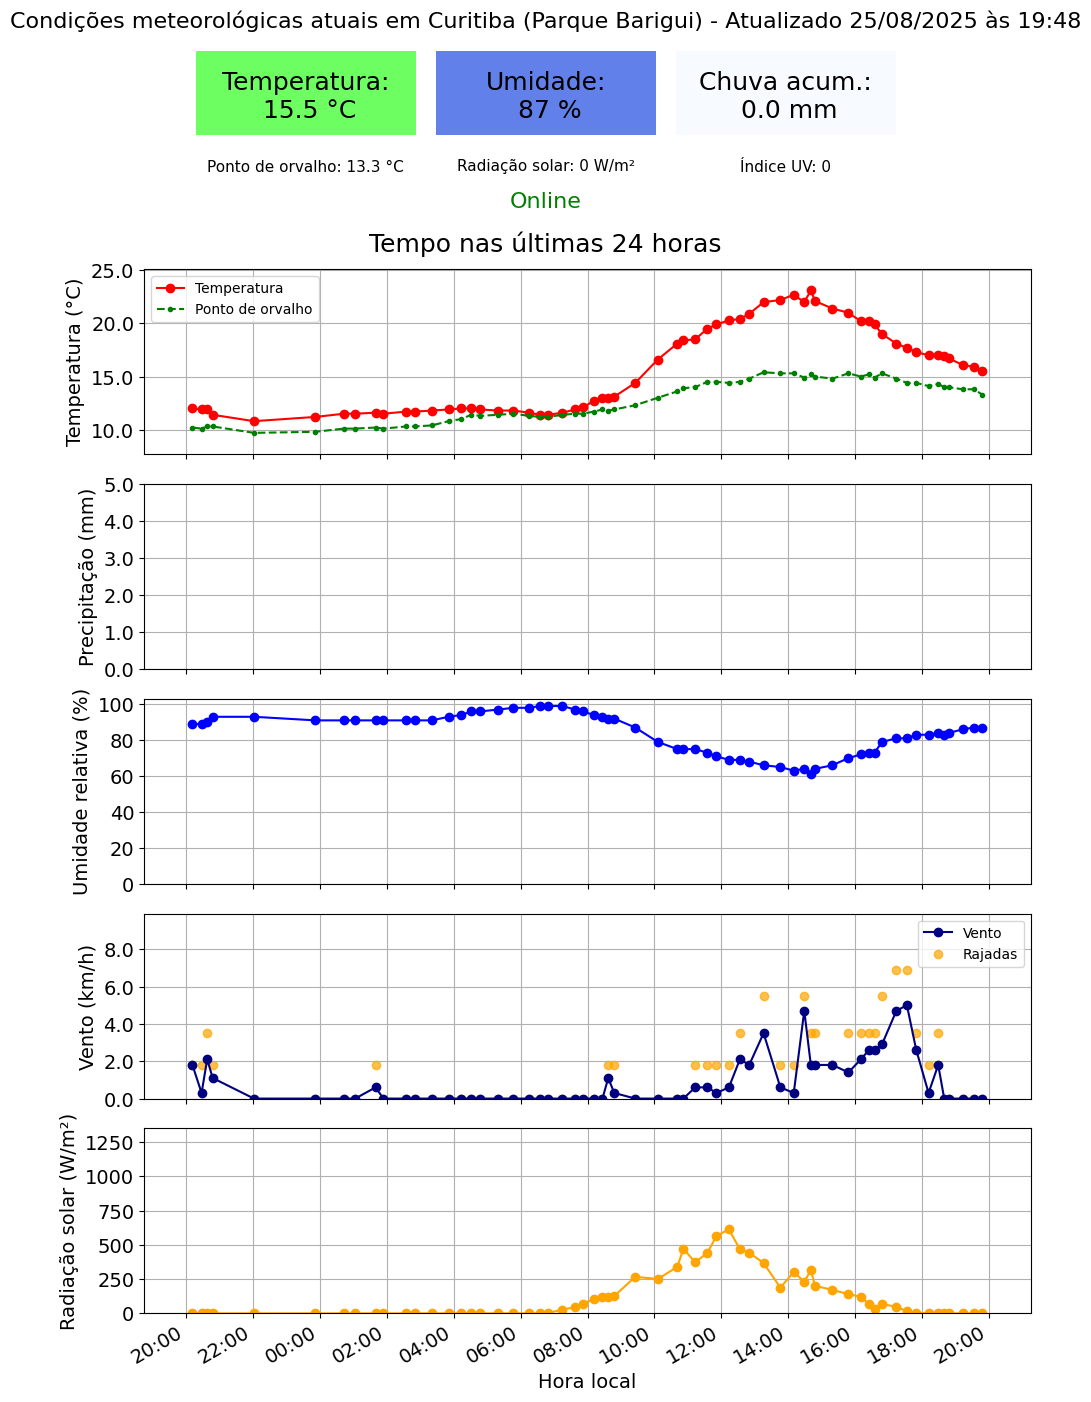 Condições meteorológicas atuais em Curitiba (Parque Barigui) - Atualizado 25/08/2025 às 19:48
Temperatura:
15.5 °C
Umidade:
87 %
Chuva acum.:
0.0 mm
Ponto de orvalho: 13.3 °C
Radiação solar: 0 W/m²
Índice UV: 0
Online
Tempo nas últimas 24 horas
Temperatura (°C)
25.0
20.0
15.0
10.0
Temperatura
Ponto de orvalho
Precipitação (mm)
5.0
4.0
3.0
2.0
1.0
0.0
Umidade relativa (%)
100
80
60
40
20
0
Vento (km/h)
8.0
6.0
4.0
2.0
0.0
Vento
Rajadas
Radiação solar (W/m²)
1250
1000
750
500
250
0
20:00
22:00
00:00
02:00
04:00
06:00
08:00
10:00
12:00
14:00
16:00
18:00
20:00
Hora local